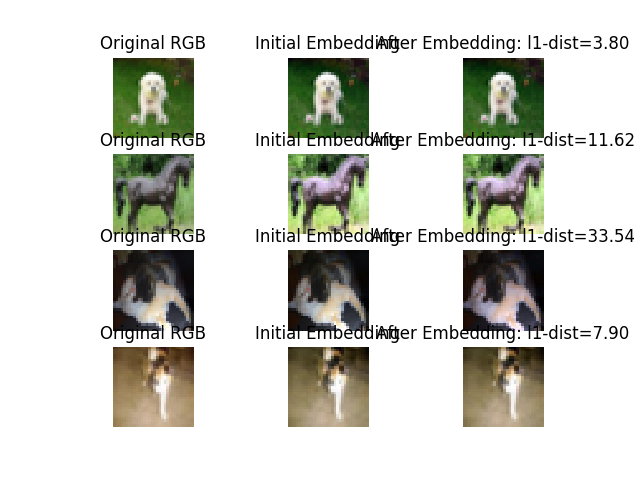 Original RGB Initial Embedding After Embedding: l1-dist=3.80
Original RGB Initial Embedding After Embedding: l1-dist=11.62
Original RGB Initial Embedding After Embedding: l1-dist=33.54
Original RGB Initial Embedding After Embedding: l1-dist=7.90